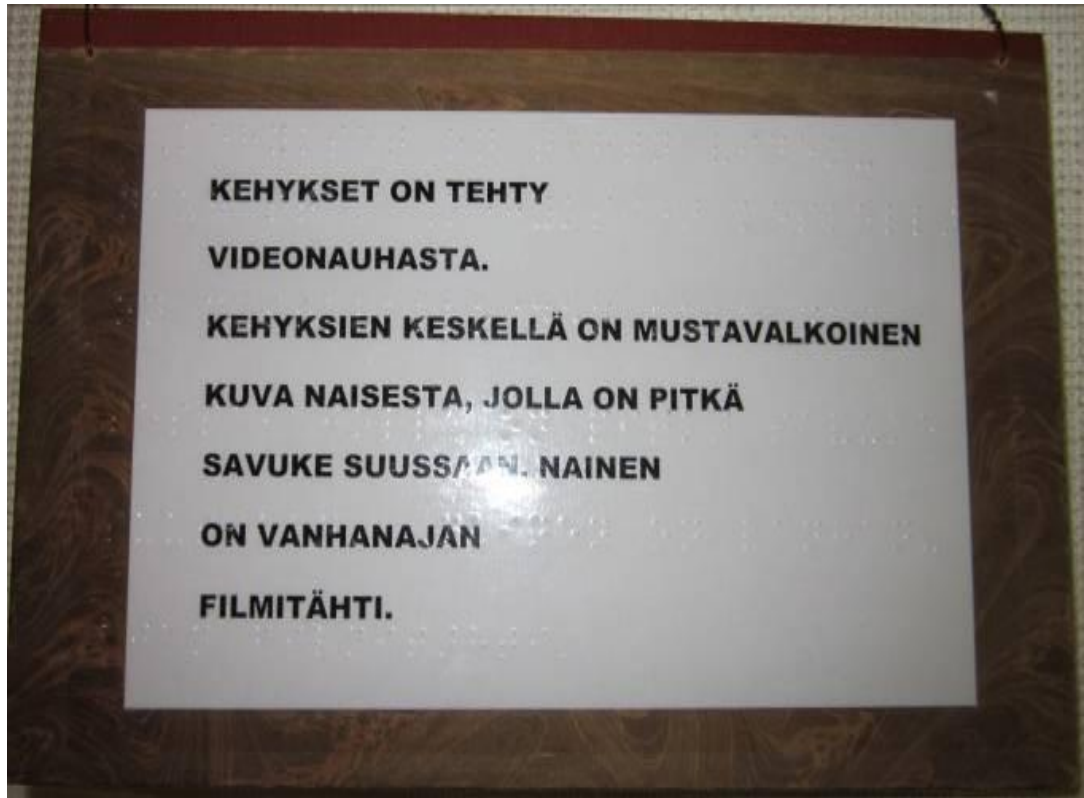 KEHYKSET ON TEHTY
VIDEONAUHASTA.
KEHYKSIEN KESKELLÄ ON MUSTAVALKOINEN
KUVA NAISESTA, JOLLA ON PITKÄ
SAVUKE SUUSSAAN. NAINEN
ON VANHANAJAN
FILMITÄHTI.